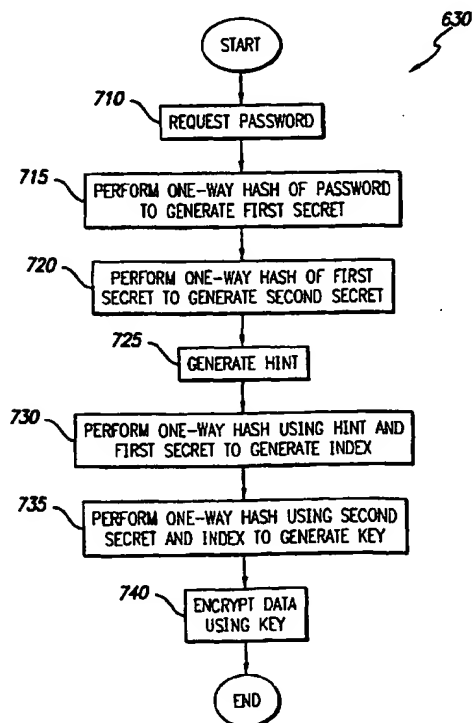 630
START
710
REQUEST PASSWORD
715
PERFORM ONE-WAY HASH OF PASSWORD
TO GENERATE FIRST SECRET
720
PERFORM ONE-WAY HASH OF FIRST
SECRET TO GENERATE SECOND SECRET
725
GENERATE HINT
730
PERFORM ONE-WAY HASH USING HINT AND
FIRST SECRET TO GENERATE INDEX
735
PERFORM ONE-WAY HASH USING SECOND
SECRET AND INDEX TO GENERATE KEY
740
ENCRYPT DATA
USING KEY
END